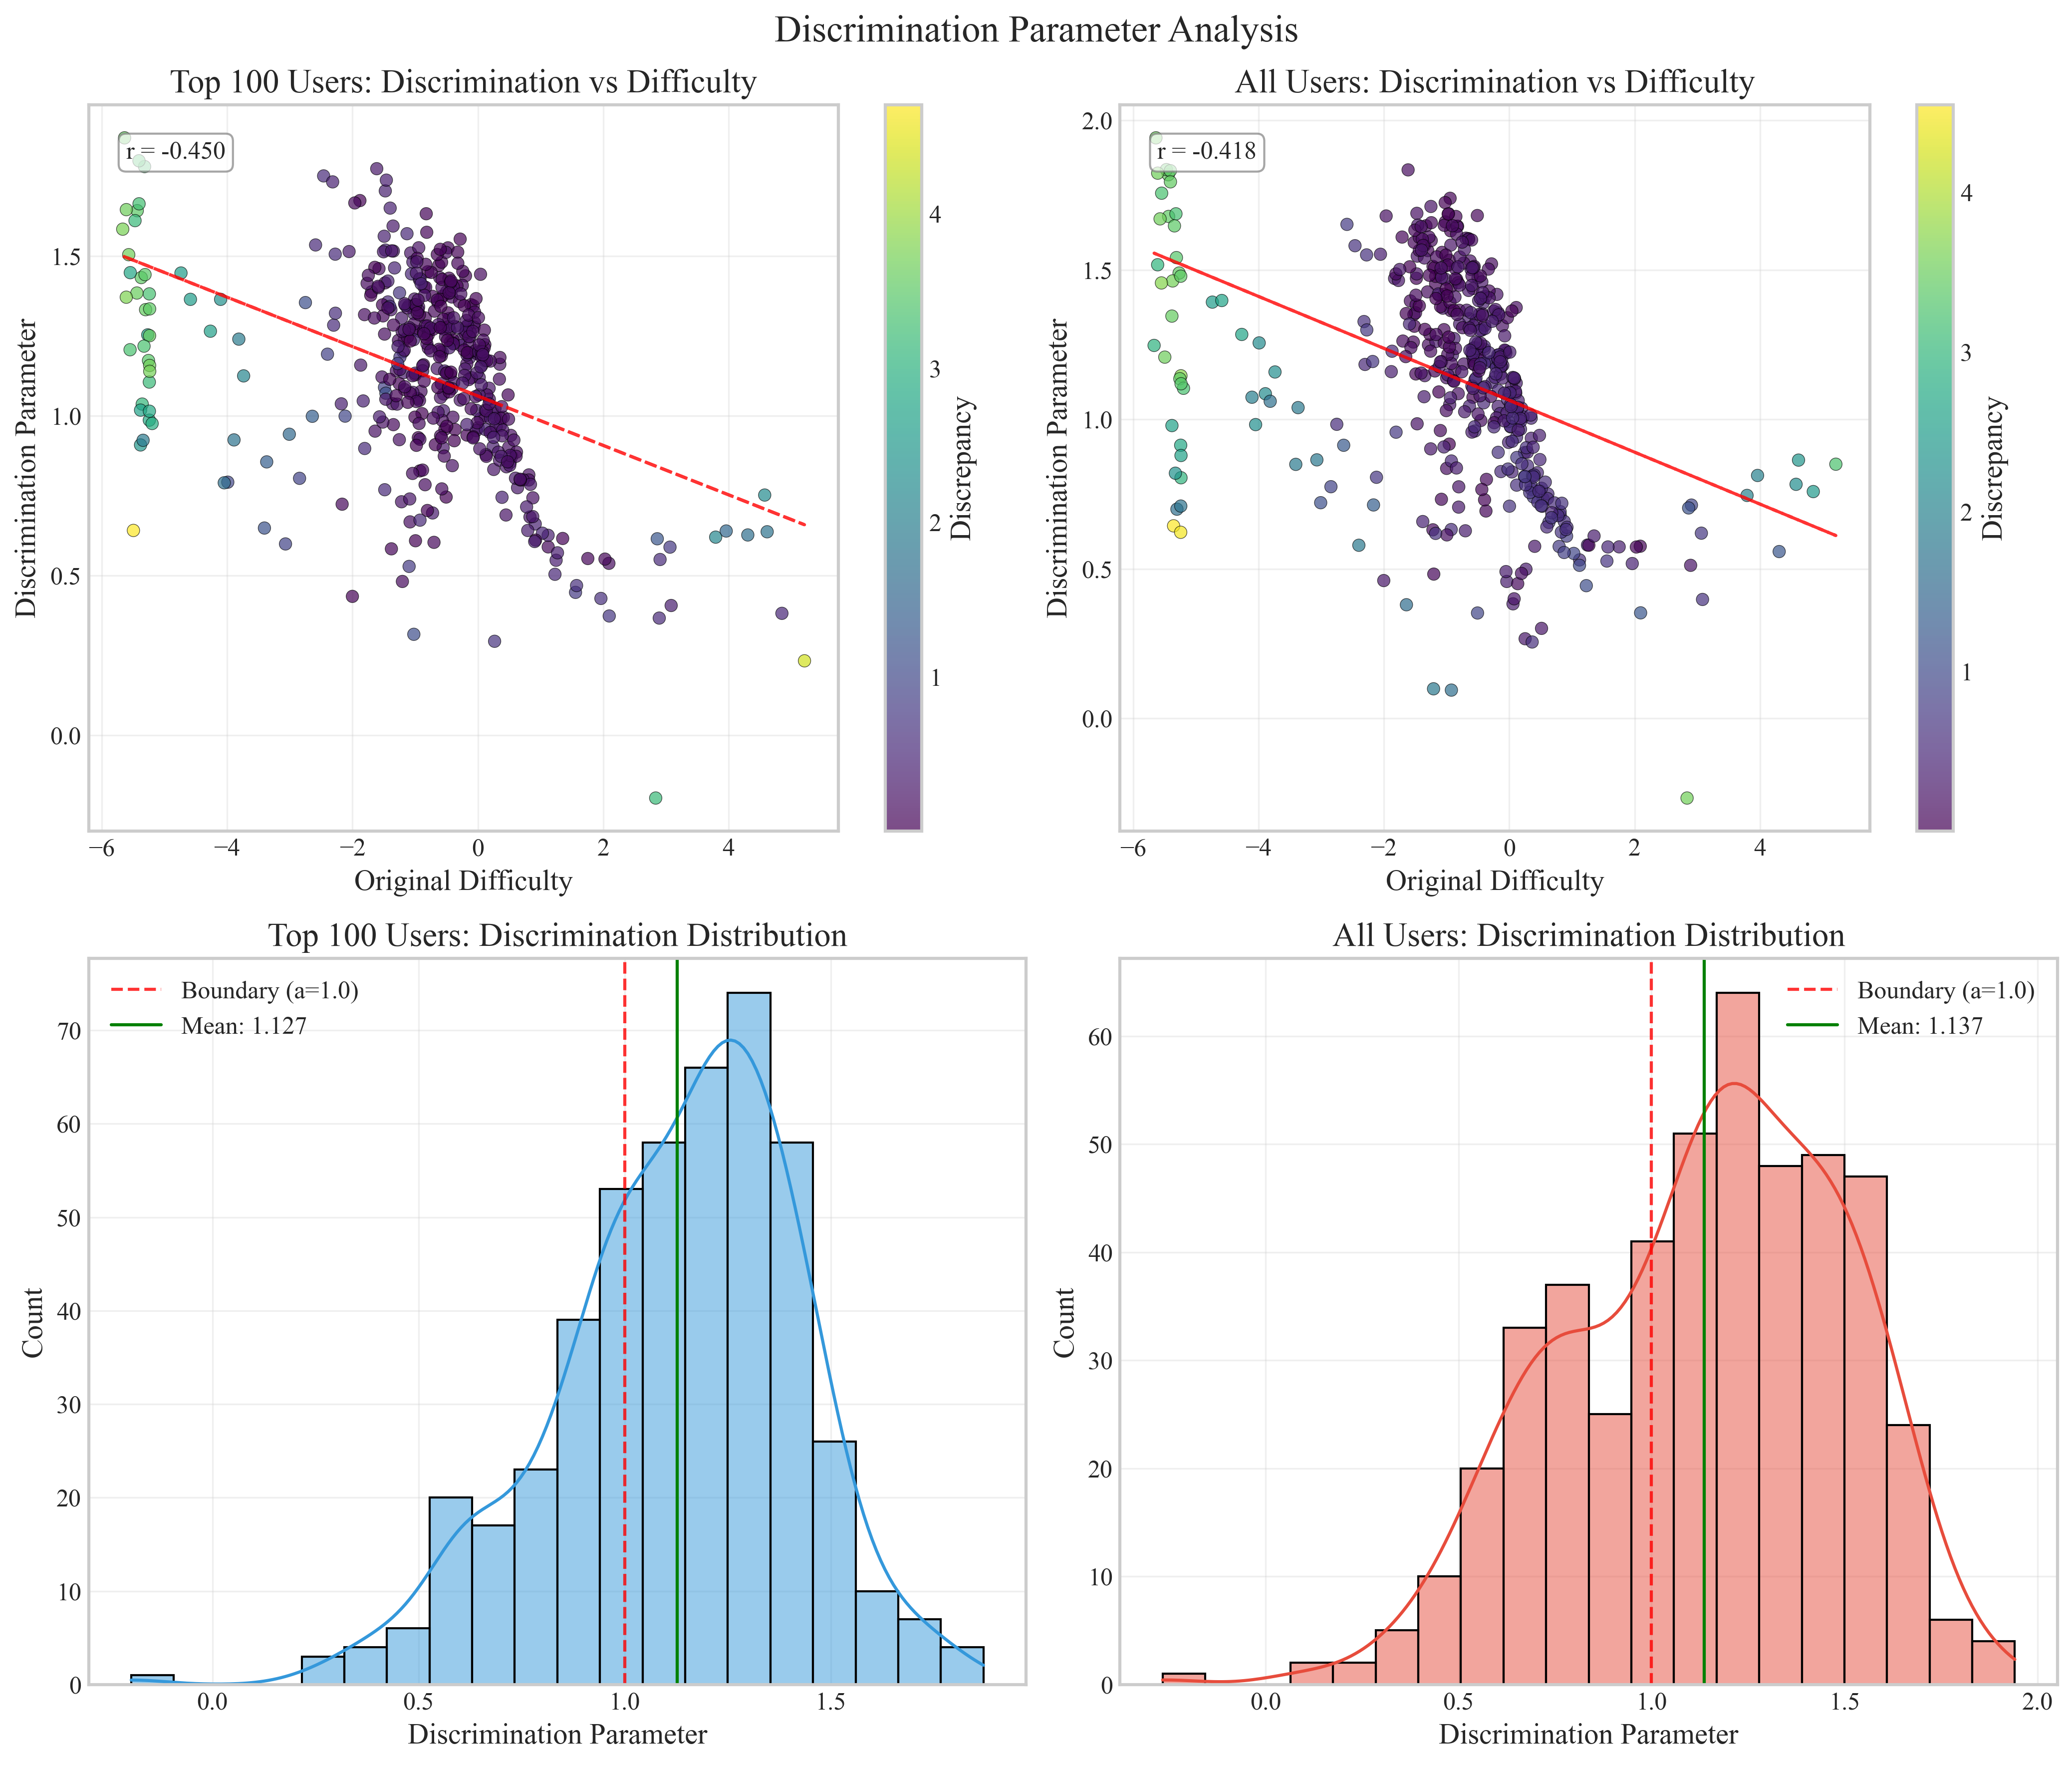 Discrimination Parameter Analysis
Top 100 Users: Discrimination vs Difficulty
r = -0.450
Discrimination Parameter
1.5
1.0
0.5
0.0
−6
−4
−2
0
2
4
Original Difficulty
4
3
2
1
Discrepancy
All Users: Discrimination vs Difficulty
r = -0.418
Discrimination Parameter
2.0
1.5
1.0
0.5
0.0
−6
−4
−2
0
2
4
Original Difficulty
4
3
2
1
Discrepancy
Top 100 Users: Discrimination Distribution
Boundary (a=1.0)
Mean: 1.127
Count
70
60
50
40
30
20
10
0
0.0
0.5
1.0
1.5
Discrimination Parameter
All Users: Discrimination Distribution
Boundary (a=1.0)
Mean: 1.137
Count
60
50
40
30
20
10
0
0.0
0.5
1.0
1.5
2.0
Discrimination Parameter